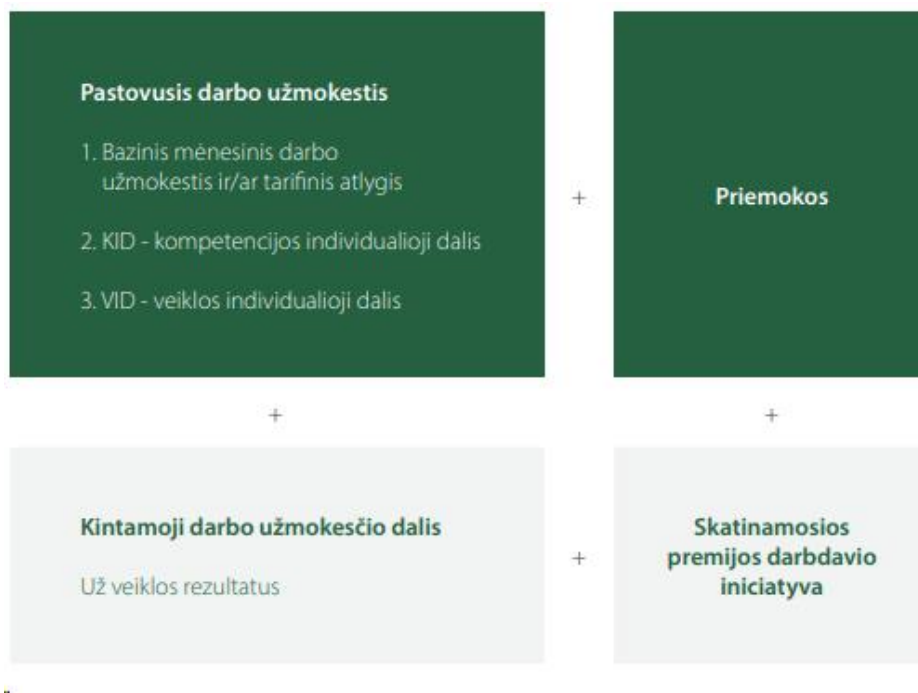 Pastovusis darbo užmokestis
1. Bazinis mėnesinis darbo
užmokestis ir/ar tarifinis atlygis
2. KID - kompetencijos individualioji dalis
3. VID - veiklos individualioji dalis
+
Priemokos
+
+
Kintamoji darbo užmokesčio dalis
Už veiklos rezultatus
+
Skatinamosios
premijos darbdavio
iniciatyva